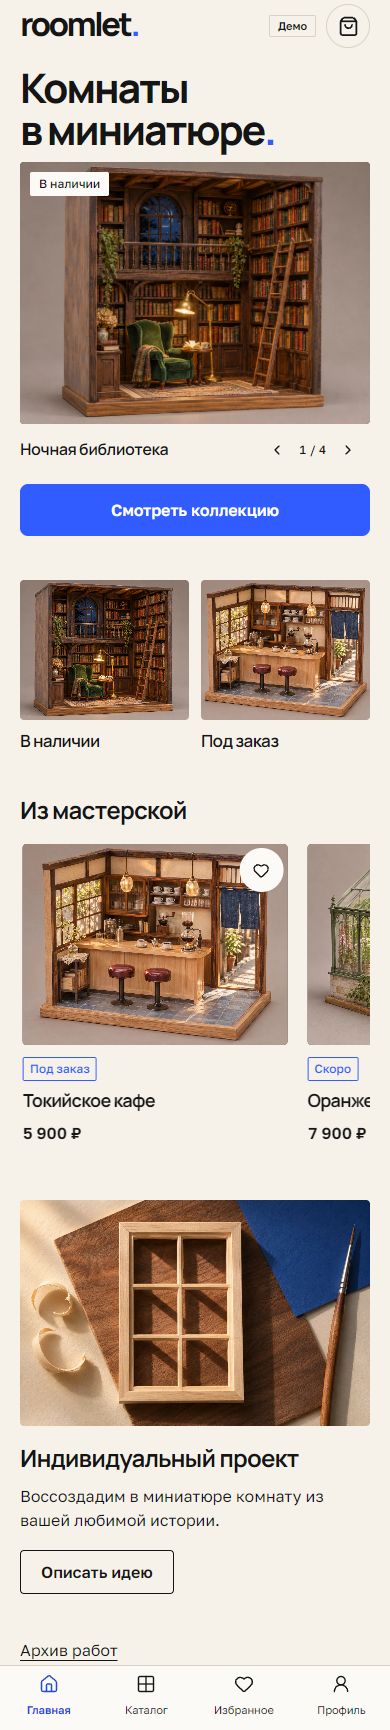 roomlet.
Демо
Комнаты
в миниатюре.
В наличии
Ночная библиотека
1 / 4
Смотреть коллекцию
В наличии
Под заказ
Из мастерской
Под заказ
Скоро
Токийское кафе
Оранже
5 900 ₽
7 900 ₽
Индивидуальный проект
Воссоздадим в миниатюре комнату из
вашей любимой истории.
Описать идею
Архив работ
Главная
Каталог
Избранное
Профиль